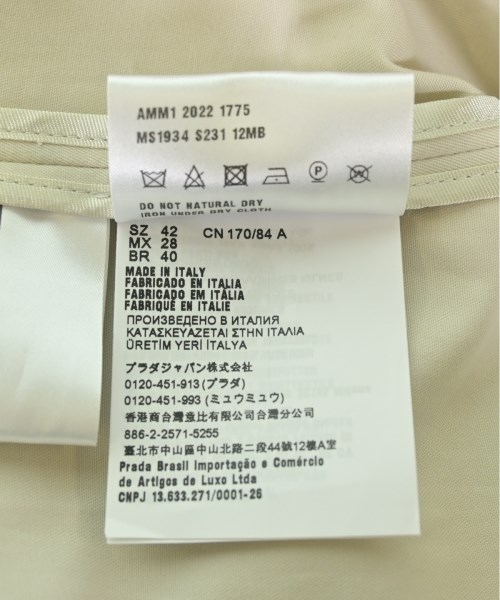 AMM1 2022 1775
MS1934 S231 12MB
DO NOT NATURAL DRY
IRON UNDER DRY CLOTH
SZ 42 CN 170/84 A
MX 28
BR 40
MADE IN ITALY
FABRICADO EN ITALIA
FABRICADO EM ITÀLIA
FABRIQUÉ EN ITALIE
ПРОИЗВЕДЕНО В ИТАЛИЯ
ΚΑΤΑΣΚΕΥΑΖΕΤΑΙ ΣΤΗΝ ΙΤΑΛΙΑ
ÜRETİM YERİ İTALYA
プラダジャパン株式会社
0120-451-913 (プラダ)
0120-451-993 (ミュウミュウ)
香港商台灣彥比有限公司台灣分公司
886-2-2571-5255
臺北市中山區中山北路二段44號12樓A室
Prada Brasil Importação e Comércio
de Artigos de Luxo Ltda
CNPJ 13.633.271/0001-26